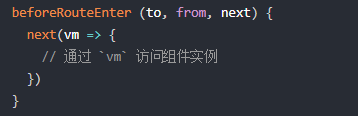 beforeRouteEnter (to, from, next) {
  next(vm => {
    // 通过 `vm` 访问组件实例
  })
}